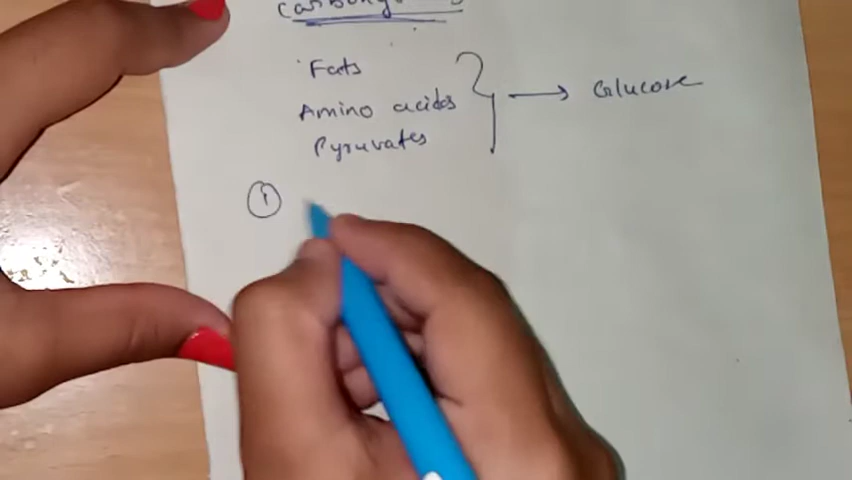 Fats
Amino acids
Pyruvates
→ Glucose
①